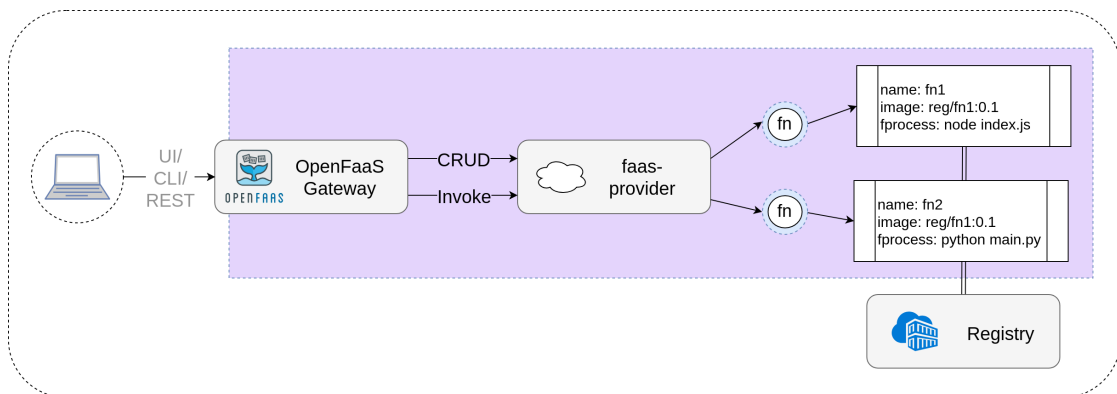 UI/
CLI/
REST
OPENFAAS
OpenFaaS
Gateway
CRUD
Invoke
faas-
provider
fn
fn
name: fn1
image: reg/fn1:0.1
fprocess: node index.js
name: fn2
image: reg/fn1:0.1
fprocess: python main.py
Registry